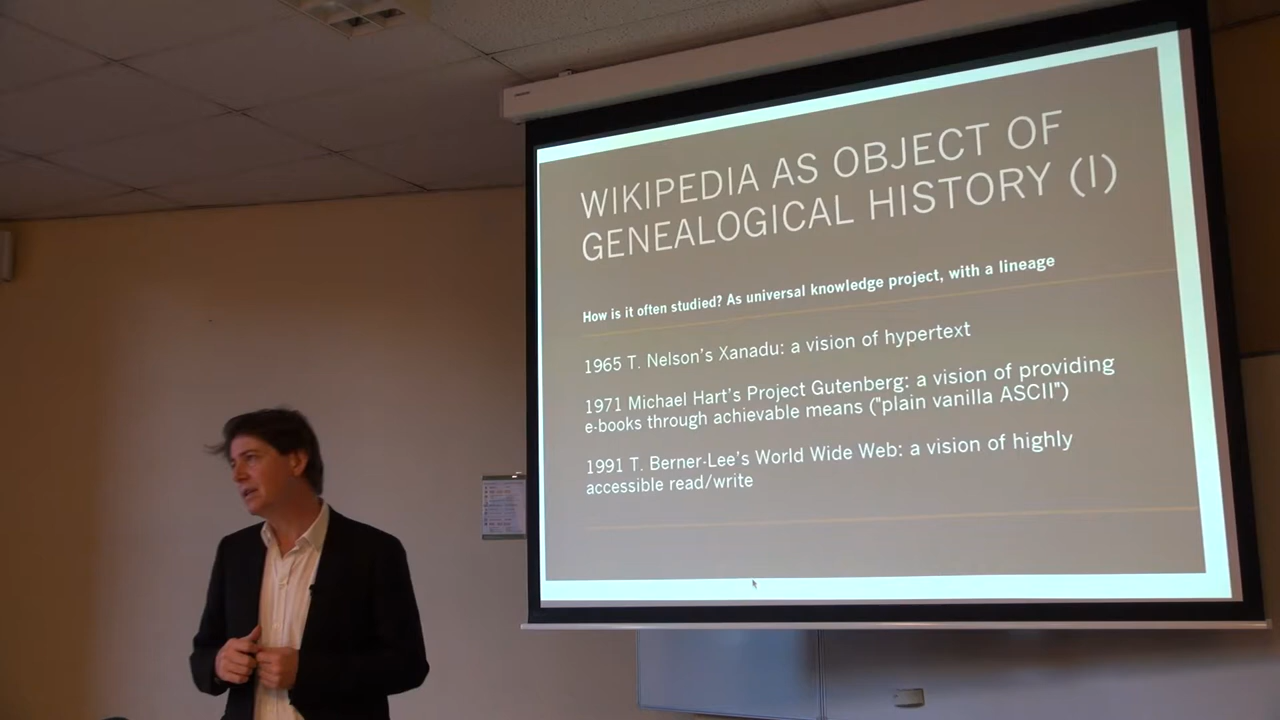 WIKIPEDIA AS OBJECT OF
GENEALOGICAL HISTORY (I)
How is it often studied? As universal knowledge project, with a lineage
1965 T. Nelson's Xanadu: a vision of hypertext
1971 Michael Hart's Project Gutenberg: a vision of providing
e-books through achievable means ("plain vanilla ASCII")
1991 T. Berner-Lee's World Wide Web: a vision of highly
accessible read/write